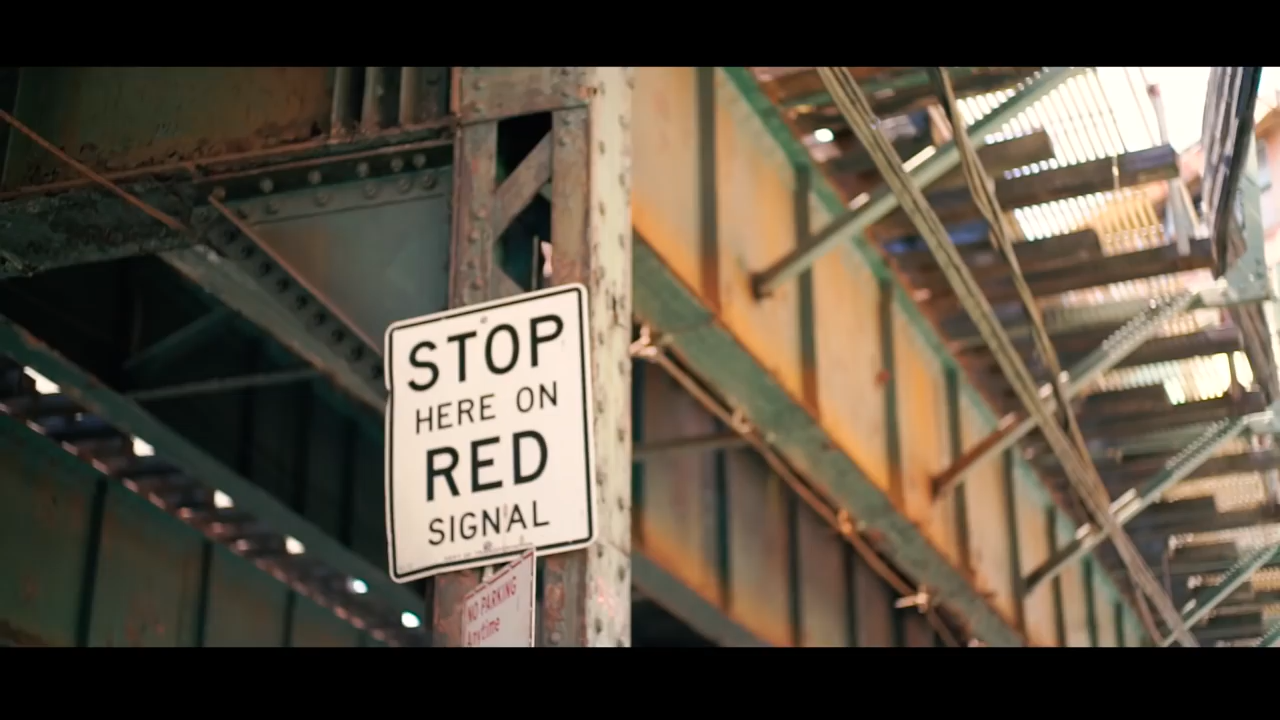 STOP
HERE ON
RED
SIGNAL
NO PARKING
Anytime